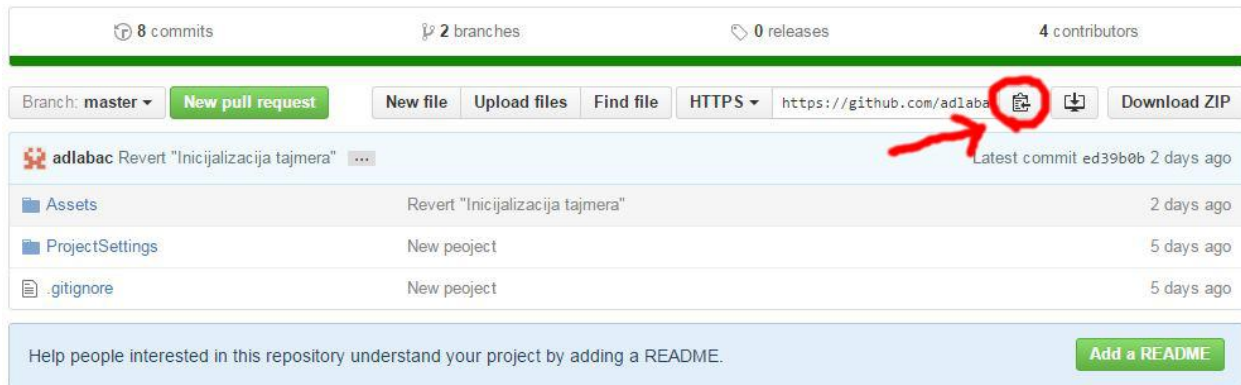 8 commits 2 branches 0 releases 4 contributors
Branch: master New pull request New file Upload files Find file HTTPS https://github.com/adlaba Download ZIP
adlabac Revert "Inicijalizacija tajmera" ... Latest commit ed39b0b 2 days ago
Assets Revert "Inicijalizacija tajmera" 2 days ago
ProjectSettings New peoject 5 days ago
.gitignore New peoject 5 days ago
Help people interested in this repository understand your project by adding a README. Add a README